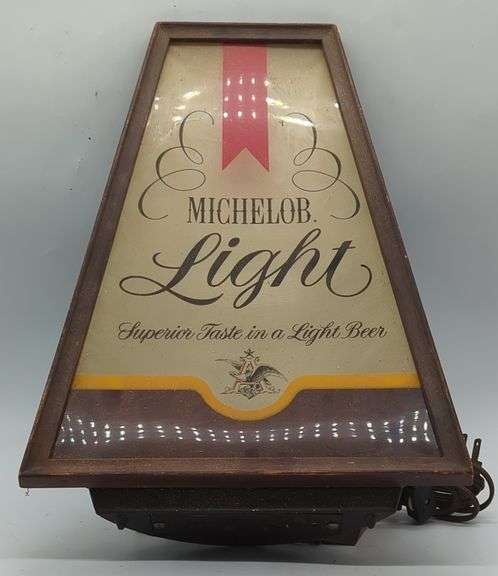 MICHELOB.
Light
Superior Taste in a Light Beer
A